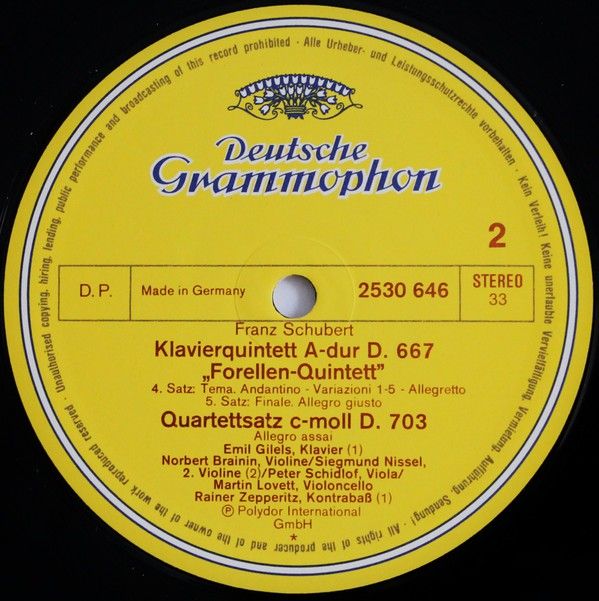 Unauthorised copying, hiring, lending, public performance and broadcasting of this record prohibited · Alle Urheber- und Leistungsschutzrechte vorbehalten · Kein Verleih! Keine unerlaubte Vervielfältigung, Vermietung, Aufführung, Sendung! · All rights of the producer and of the owner of the work reproduced reserved ·
Deutsche
Grammophon
2
D.P. Made in Germany 2530 646 STEREO
33
Franz Schubert
Klavierquintett A-dur D. 667
„Forellen-Quintett”
4. Satz: Tema. Andantino - Variazioni 1-5 - Allegretto
5. Satz: Finale. Allegro giusto
Quartettsatz c-moll D. 703
Allegro assai
Emil Gilels, Klavier (1)
Norbert Brainin, Violine/Siegmund Nissel,
2. Violine (2)/Peter Schidlof, Viola/
Martin Lovett, Violoncello
Rainer Zepperitz, Kontrabaß (1)
Ⓟ Polydor International
GmbH
*